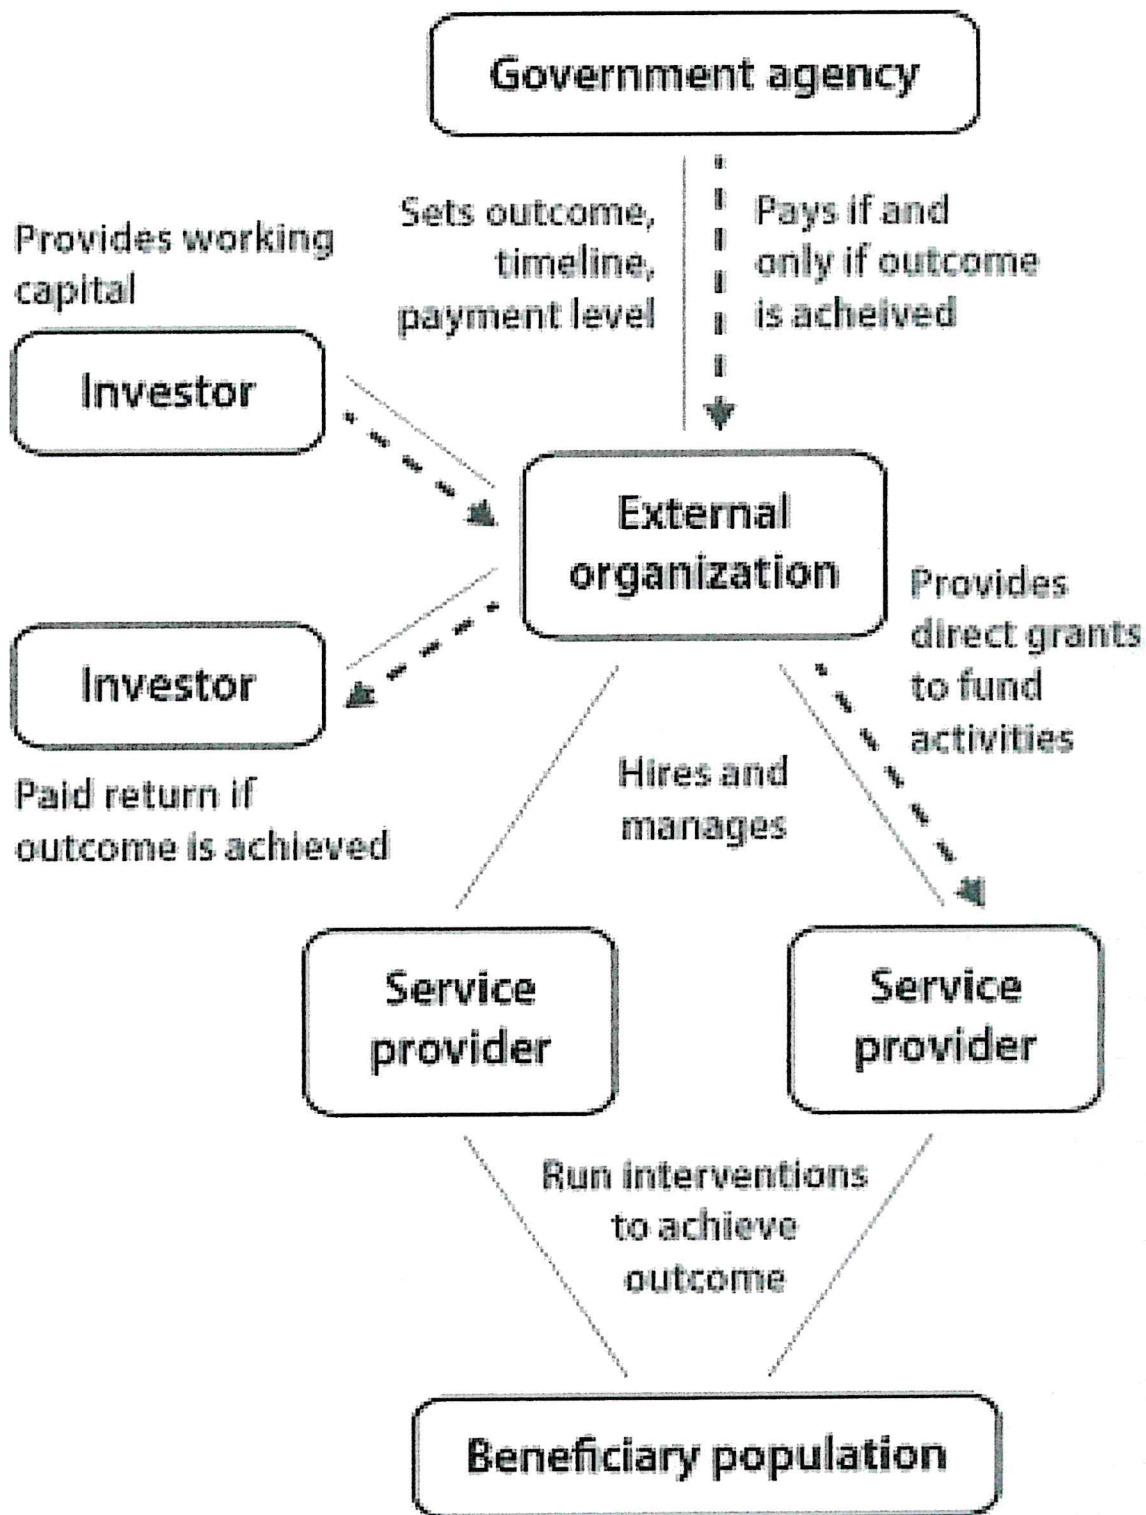 Government agency
Sets outcome,
timeline,
payment level
Pays if and
only if outcome
is acheived
Provides working
capital
Investor
External
organization
Investor
Paid return if
outcome is achieved
Provides
direct grants
to fund
activities
Hires and
manages
Service
provider
Service
provider
Run interventions
to achieve
outcome
Beneficiary population